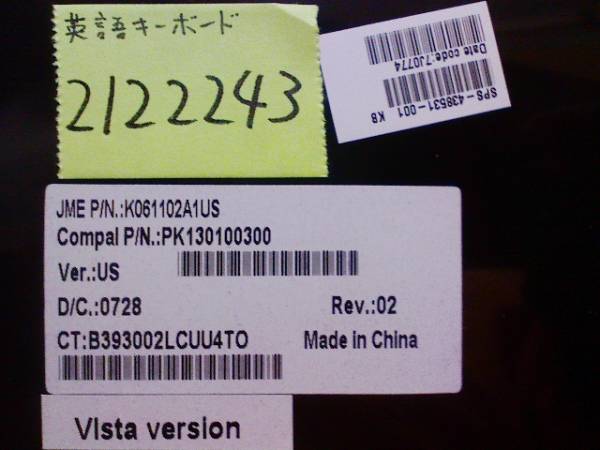 英語キーボード
2122243
Date code:7J0774
SPS-438531-001 KB
JME P/N.:K061102A1US
Compal P/N.:PK130100300
Ver.:US
D/C.:0728 Rev.:02
CT:B393002LCUU4TO Made in China
VIsta version